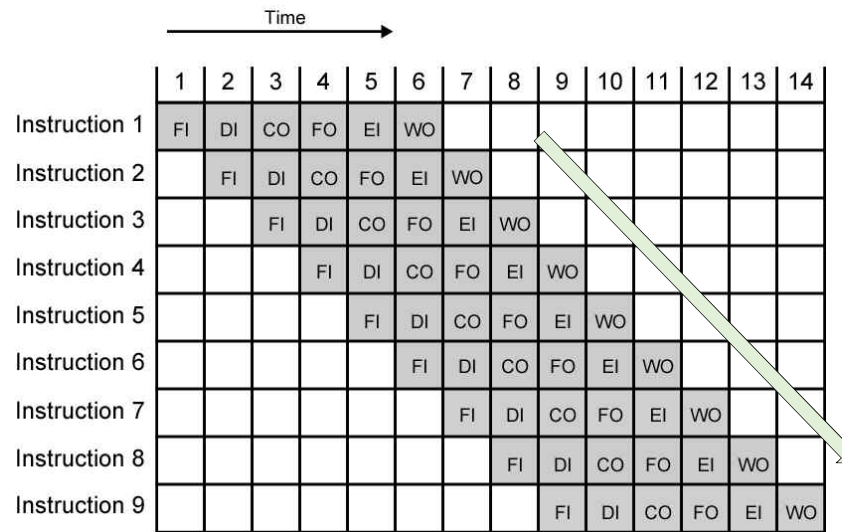 Time
1 2 3 4 5 6 7 8 9 10 11 12 13 14
Instruction 1 FI DI CO FO EI WO
Instruction 2 FI DI CO FO EI WO
Instruction 3 FI DI CO FO EI WO
Instruction 4 FI DI CO FO EI WO
Instruction 5 FI DI CO FO EI WO
Instruction 6 FI DI CO FO EI WO
Instruction 7 FI DI CO FO EI WO
Instruction 8 FI DI CO FO EI WO
Instruction 9 FI DI CO FO EI WO